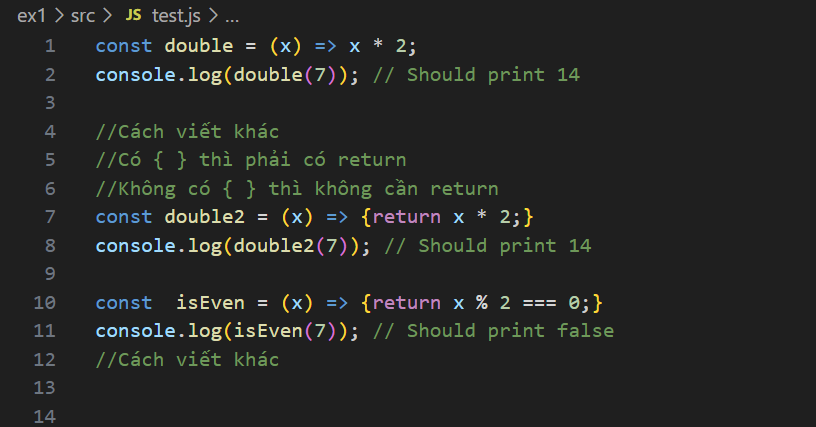 ex1 > src > JS test.js > ...
1 const double = (x) => x * 2;
2 console.log(double(7)); // Should print 14
3
4 //Cách viết khác
5 //Có { } thì phải có return
6 //Không có { } thì không cần return
7 const double2 = (x) => {return x * 2;}
8 console.log(double2(7)); // Should print 14
9
10 const  isEven = (x) => {return x % 2 === 0;}
11 console.log(isEven(7)); // Should print false
12 //Cách viết khác
13
14